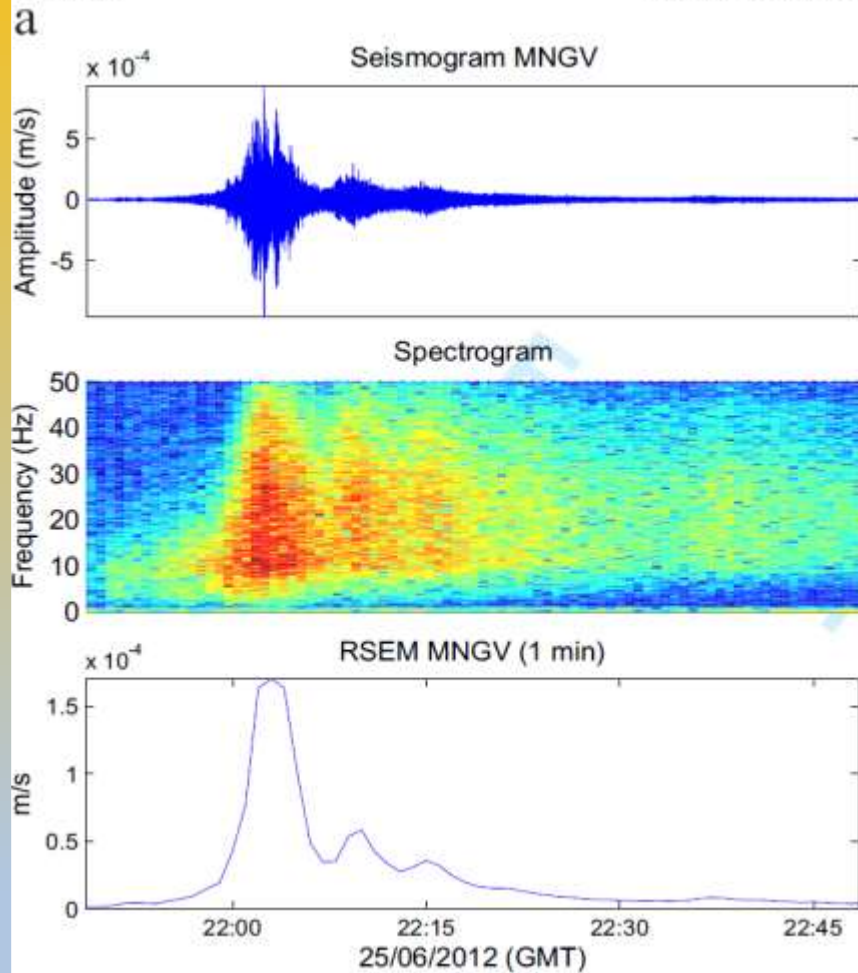 a
Seismogram MNGV
x 10-4
Amplitude (m/s)
5
0
-5
Spectrogram
Frequency (Hz)
50
40
30
20
10
0
RSEM MNGV (1 min)
x 10-4
m/s
1.5
1
0.5
0
22:00 22:15 22:30 22:45
25/06/2012 (GMT)